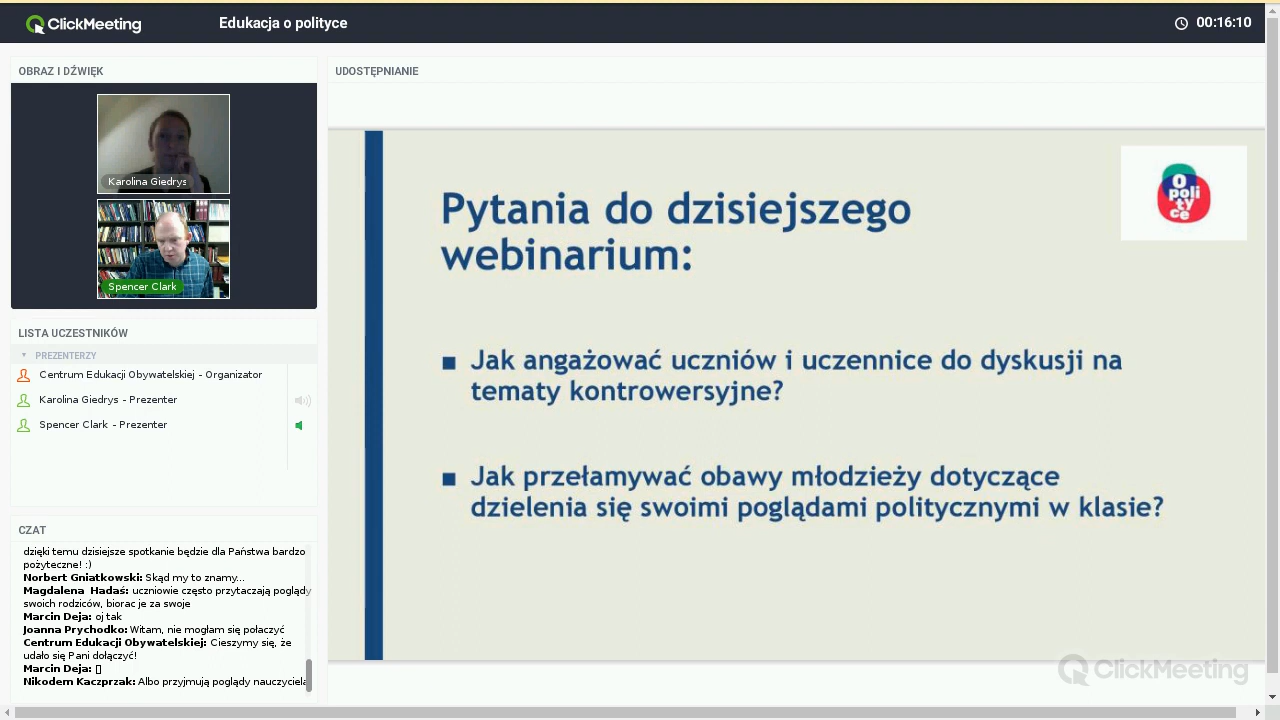 ClickMeeting
Edukacja o polityce
00:16:10
OBRAZ I DŹWIĘK
Karolina Giedrys
Spencer Clark
LISTA UCZESTNIKÓW
PREZENTERZY
Centrum Edukacji Obywatelskiej - Organizator
Karolina Giedrys - Prezenter
Spencer Clark - Prezenter
CZAT
dzięki temu dzisiejsze spotkanie będzie dla Państwa bardzo
pożyteczne! :)
Norbert Gniatkowski: Skąd my to znamy...
Magdalena Hadaś: uczniowie często przytaczają poglądy
swoich rodziców, biorac je za swoje
Marcin Deja: oj tak
Joanna Prychodko: Witam, nie mogłam się połaczyć
Centrum Edukacji Obywatelskiej: Cieszymy się, że
udało się Pani dołączyć!
Marcin Deja: []
Nikodem Kaczprzak: Albo przyjmują poglądy nauczyciela
UDOSTĘPNIANIE
O
poli
ty
ce
Pytania do dzisiejszego
webinarium:
■ Jak angażować uczniów i uczennice do dyskusji na
tematy kontrowersyjne?
■ Jak przełamywać obawy młodzieży dotyczące
dzielenia się swoimi poglądami politycznymi w klasie?
ClickMeeting